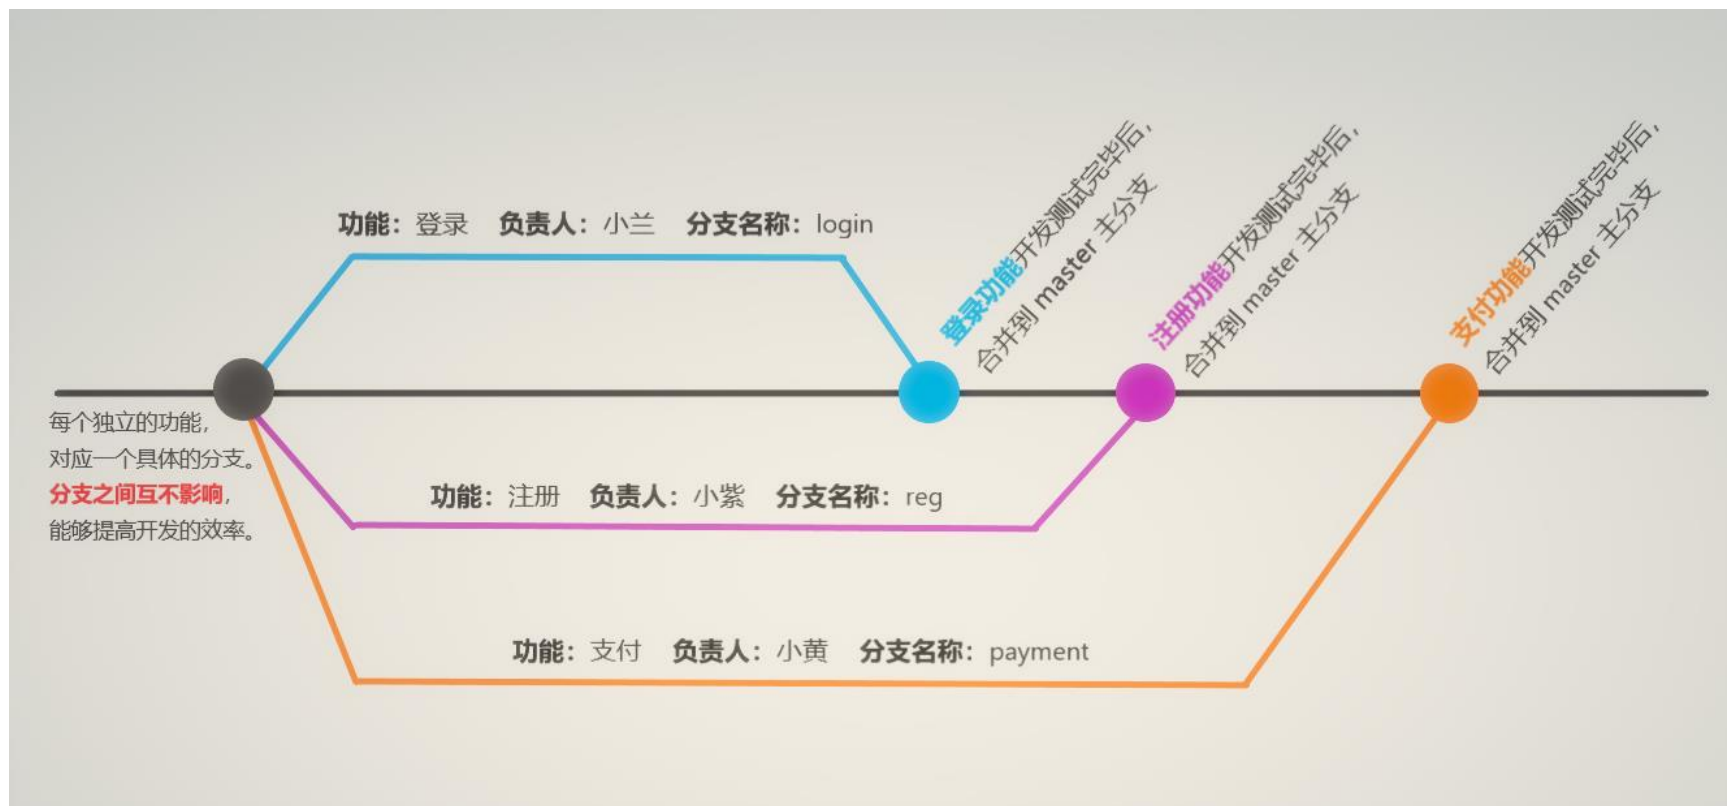 功能：登录 负责人：小兰 分支名称：login
登录功能开发测试完毕后，
合并到 master 主分支
注册功能开发测试完毕后，
合并到 master 主分支
支付功能开发测试完毕后，
合并到 master 主分支
每个独立的功能，
对应一个具体的分支。
分支之间互不影响，
能够提高开发的效率。
功能：注册 负责人：小紫 分支名称：reg
功能：支付 负责人：小黄 分支名称：payment